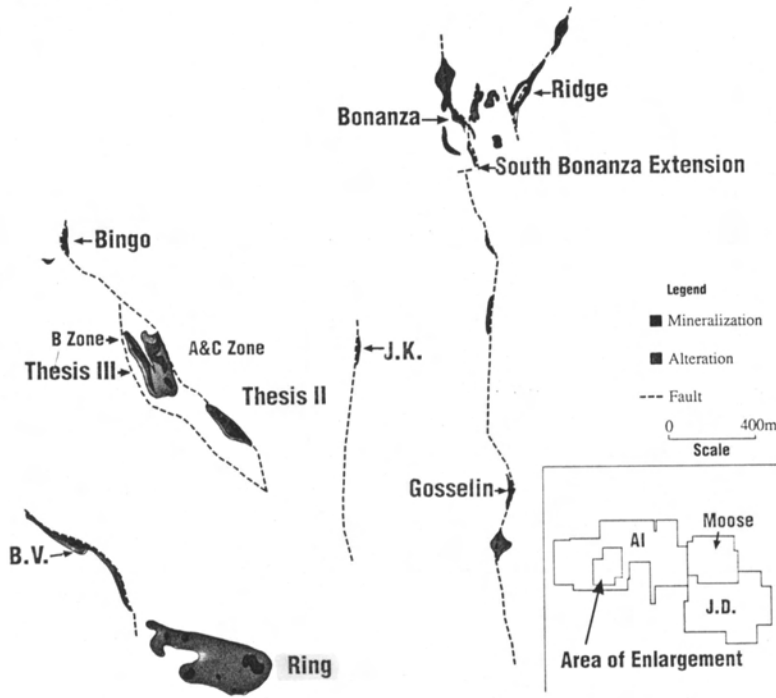 Ridge
Bonanza
South Bonanza Extension
Bingo
Legend
Mineralization
B Zone
A&C Zone
J.K.
Alteration
Thesis III
Thesis II
Fault
0 400m
Scale
Gosselin
Moose
Al
B.V.
J.D.
Area of Enlargement
Ring